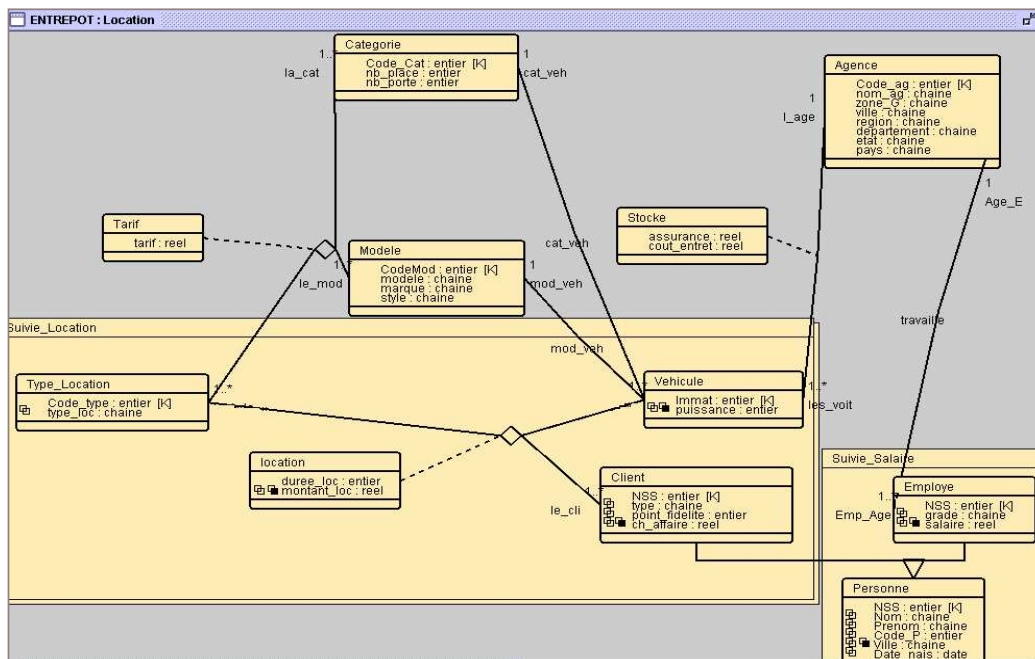 ENTREPOT : Location
Categorie
Code_Cat : entier [K]
nb_place : entier
nb_porte : entier
1..*
la_cat
1
cat_veh
Agence
Code_ag : entier [K]
nom_ag : chaine
zone_G : chaine
ville : chaine
region : chaine
departement : chaine
etat : chaine
pays : chaine
1
l_age
1
Age_E
Tarif
tarif : reel
Stocke
assurance : reel
cout_entret : reel
cat_veh
Modele
CodeMod : entier [K]
modele : chaine
marque : chaine
style : chaine
le_mod
1
mod_veh
travaille
Suivie_Location
mod_veh
Type_Location
Code_type : entier [K]
type_loc : chaine
1..*
Vehicule
Immat : entier [K]
puissance : entier
1..*
les_voit
location
duree_loc : entier
montant_loc : reel
Client
NSS : entier [K]
type : chaine
point_fidelite : entier
ch_affaire : reel
le_cli
Suivie_Salaire
Employe
NSS : entier [K]
grade : chaine
salaire : reel
Emp_Age
Personne
NSS : entier [K]
Nom : chaine
Prenom : chaine
Code_P : entier
Ville : chaine
Date_nais : date